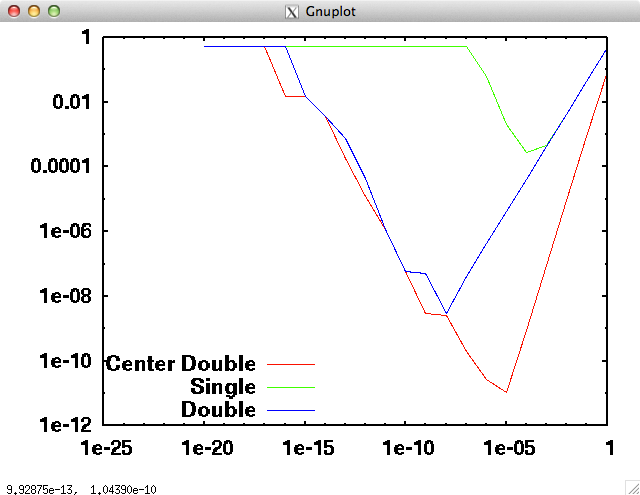 Gnuplot
1
0.01
0.0001
1e-06
1e-08
1e-10
1e-12
Center Double
Single
Double
1e-25 1e-20 1e-15 1e-10 1e-05 1
9.92875e-13, 1.04390e-10